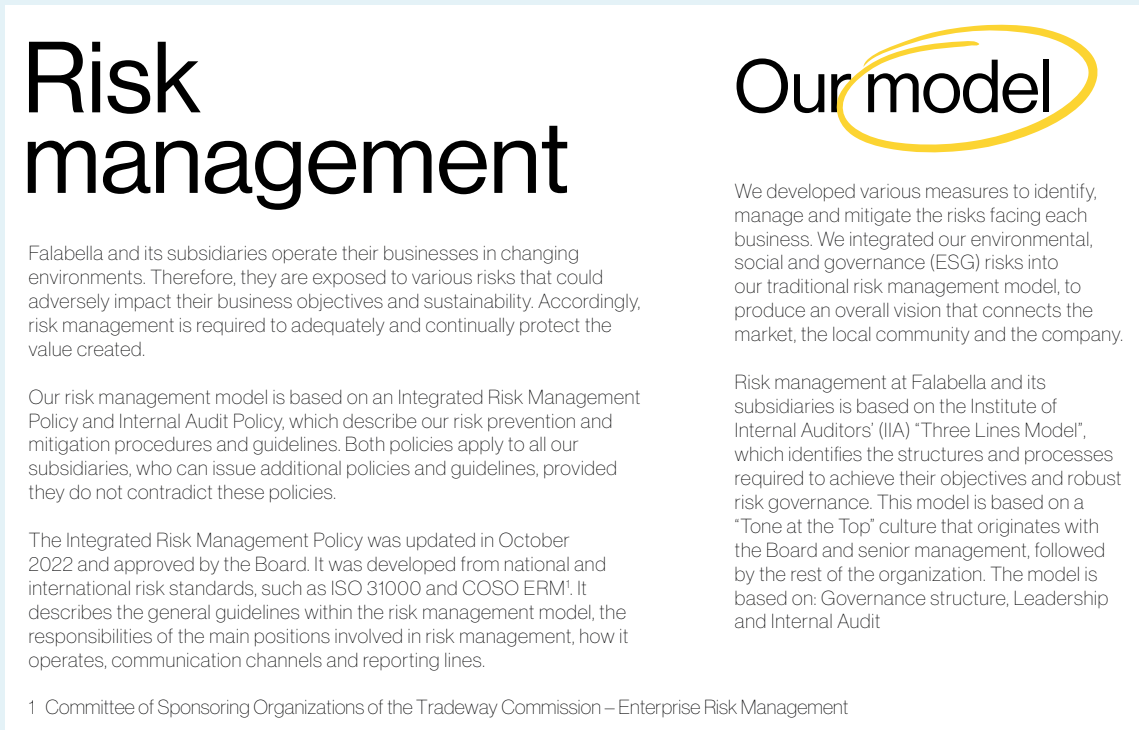 Risk
management
Falabella and its subsidiaries operate their businesses in changing
environments. Therefore, they are exposed to various risks that could
adversely impact their business objectives and sustainability. Accordingly,
risk management is required to adequately and continually protect the
value created.
Our risk management model is based on an Integrated Risk Management
Policy and Internal Audit Policy, which describe our risk prevention and
mitigation procedures and guidelines. Both policies apply to all our
subsidiaries, who can issue additional policies and guidelines, provided
they do not contradict these policies.
The Integrated Risk Management Policy was updated in October
2022 and approved by the Board. It was developed from national and
international risk standards, such as ISO 31000 and COSO ERM¹. It
describes the general guidelines within the risk management model, the
responsibilities of the main positions involved in risk management, how it
operates, communication channels and reporting lines.
Our model
We developed various measures to identify,
manage and mitigate the risks facing each
business. We integrated our environmental,
social and governance (ESG) risks into
our traditional risk management model, to
produce an overall vision that connects the
market, the local community and the company.
Risk management at Falabella and its
subsidiaries is based on the Institute of
Internal Auditors’ (IIA) “Three Lines Model”,
which identifies the structures and processes
required to achieve their objectives and robust
risk governance. This model is based on a
“Tone at the Top” culture that originates with
the Board and senior management, followed
by the rest of the organization. The model is
based on: Governance structure, Leadership
and Internal Audit
1 Committee of Sponsoring Organizations of the Tradeway Commission – Enterprise Risk Management